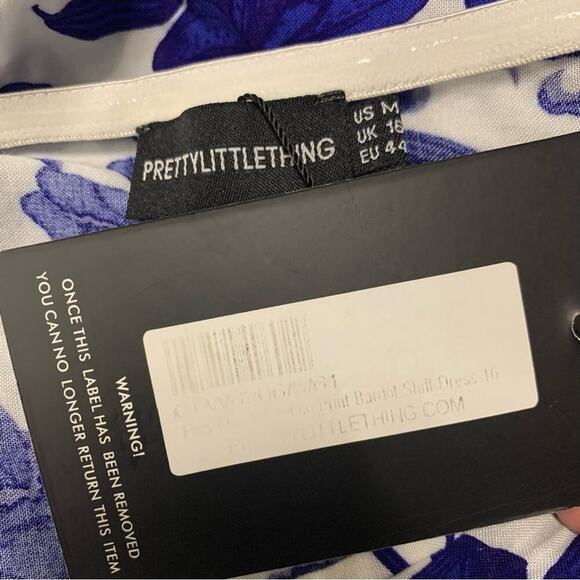 PRETTYLITTLETHING
US M
UK 16
EU 44
WARNING!
ONCE THIS LABEL HAS BEEN REMOVED
YOU CAN NO LONGER RETURN THIS ITEM
Print Bardot Shift Dress 16